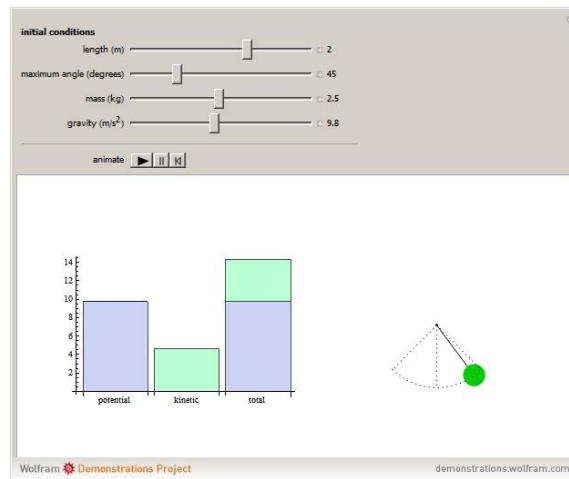 initial conditions
length (m) 2
maximum angle (degrees) 45
mass (kg) 2.5
gravity (m/s²) 9.8
animate
14
12
10
8
6
4
2
potential kinetic total
Wolfram Demonstrations Project demonstrations.wolfram.com